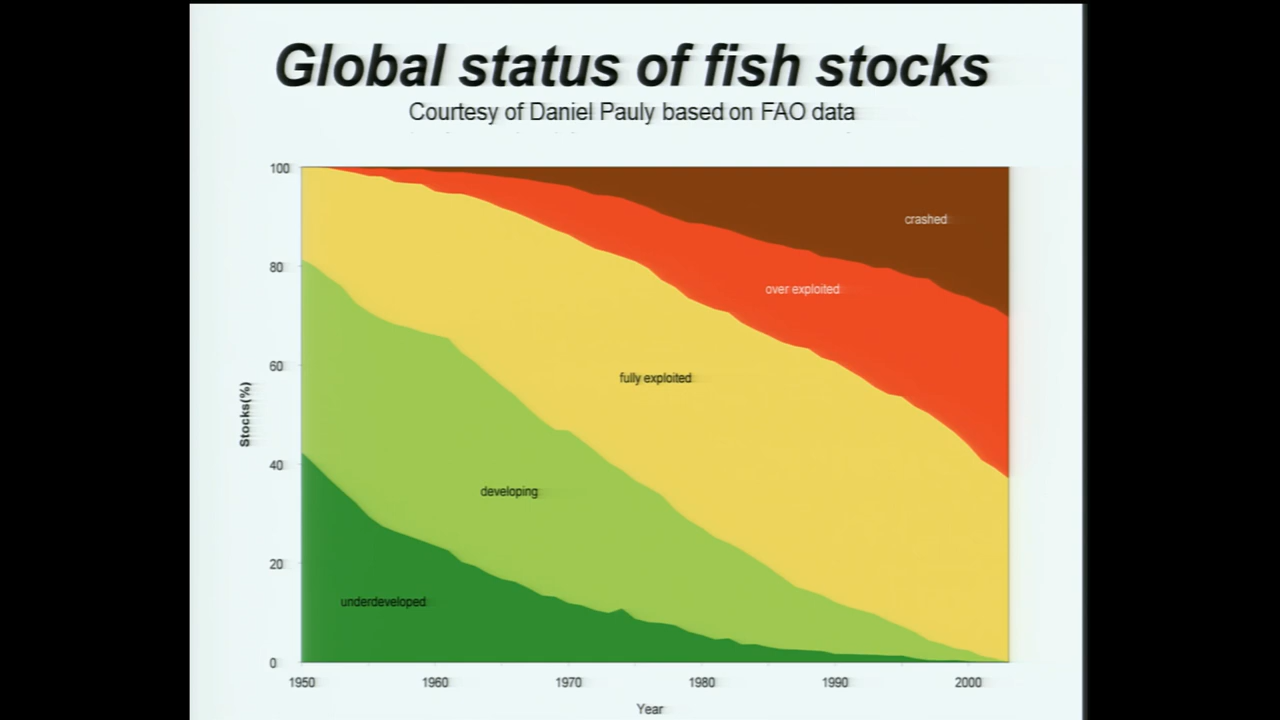 Global status of fish stocks
Courtesy of Daniel Pauly based on FAO data
100
80
60
40
20
0
Stocks(%)
crashed
over exploited
fully exploited
developing
underdeveloped
1950 1960 1970 1980 1990 2000
Year